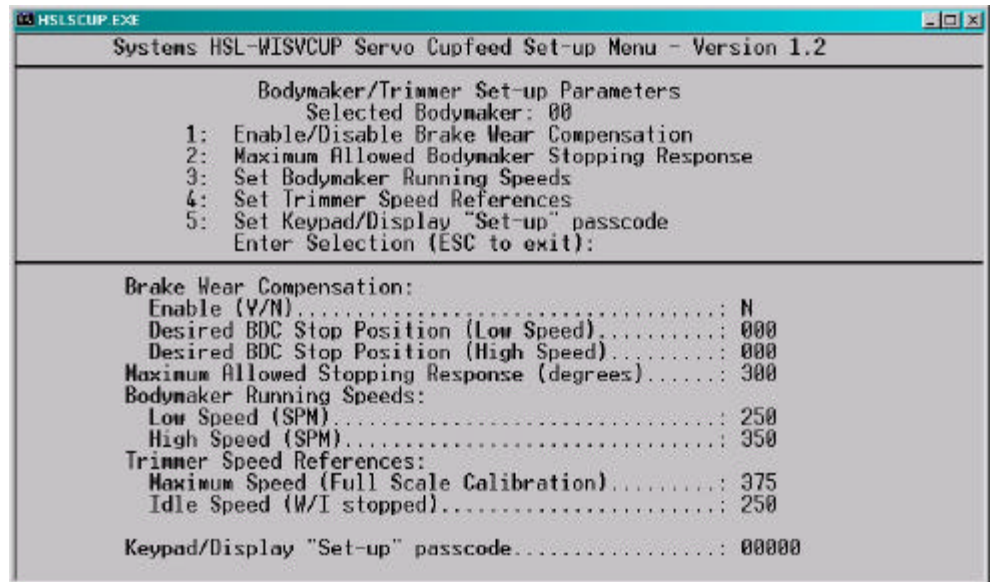 HSLSCUP.EXE
Systems HSL-WISVCUP Servo Cupfeed Set-up Menu - Version 1.2
Bodymaker/Trimmer Set-up Parameters
Selected Bodymaker: 00
1: Enable/Disable Brake Wear Compensation
2: Maximum Allowed Bodymaker Stopping Response
3: Set Bodymaker Running Speeds
4: Set Trimmer Speed References
5: Set Keypad/Display "Set-up" passcode
Enter Selection (ESC to exit):
Brake Wear Compensation:
Enable (Y/N)....................................: N
Desired BDC Stop Position (Low Speed)..........: 000
Desired BDC Stop Position (High Speed).........: 000
Maximum Allowed Stopping Response (degrees)......: 300
Bodymaker Running Speeds:
Low Speed (SPM)................................: 250
High Speed (SPM)...............................: 350
Trimmer Speed References:
Maximum Speed (Full Scale Calibration).........: 375
Idle Speed (W/I stopped).......................: 250
Keypad/Display "Set-up" passcode.................: 00000